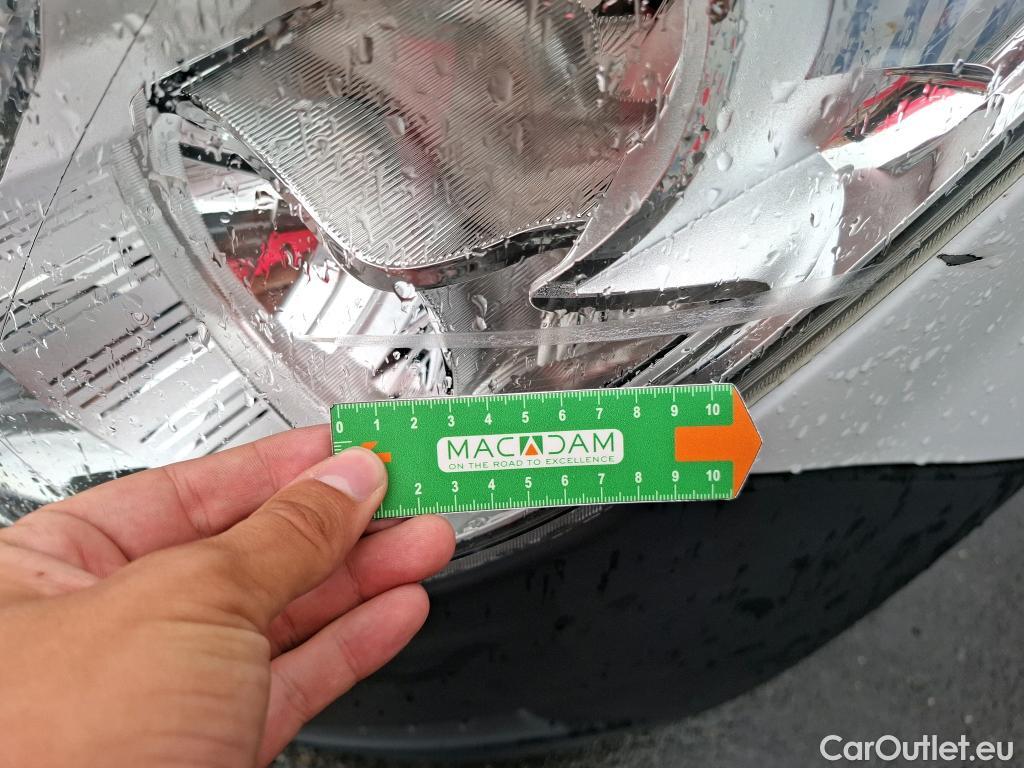 0 1 2 3 4 5 6 7 8 9 10
MACADAM
ON THE ROAD TO EXCELLENCE
2 3 4 5 6 7 8 9 10
CarOutlet.eu